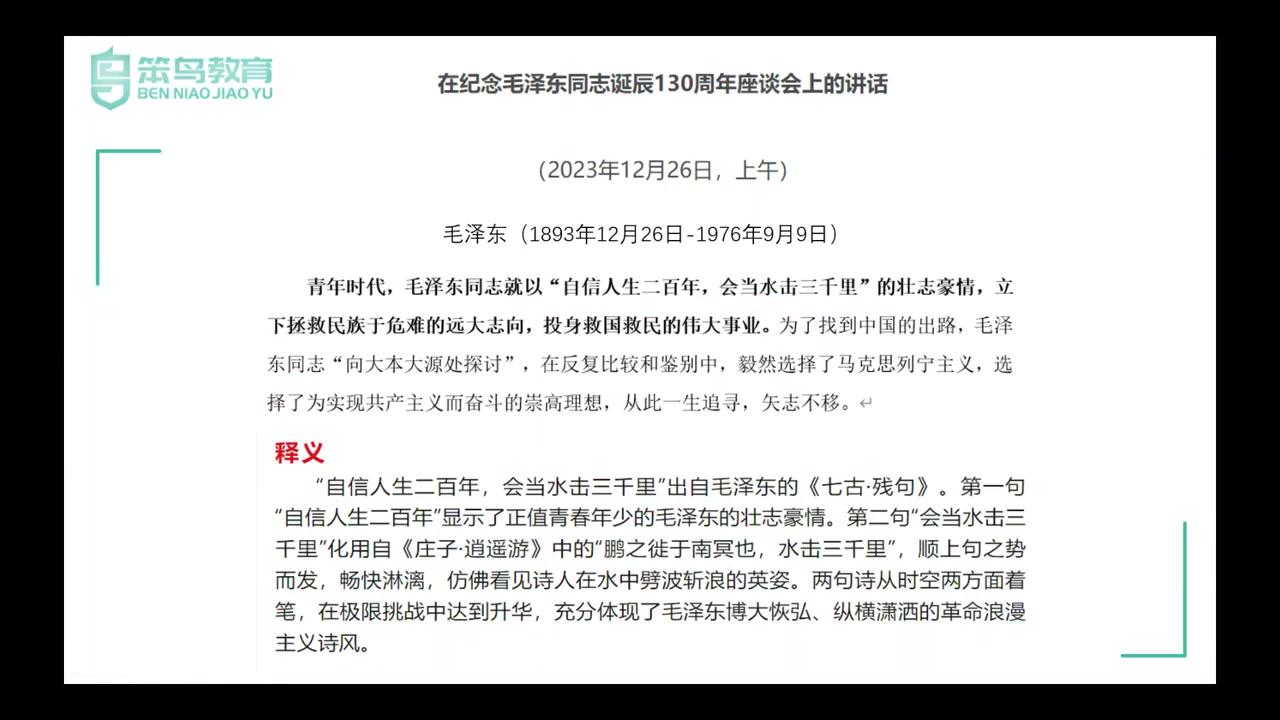 笨鸟教育
BEN NIAO JIAO YU
在纪念毛泽东同志诞辰130周年座谈会上的讲话
（2023年12月26日，上午）
毛泽东（1893年12月26日-1976年9月9日）
青年时代，毛泽东同志就以“自信人生二百年，会当水击三千里”的壮志豪情，立
下拯救民族于危难的远大志向，投身救国救民的伟大事业。为了找到中国的出路，毛泽
东同志“向大本大源处探讨”，在反复比较和鉴别中，毅然选择了马克思列宁主义，选
择了为实现共产主义而奋斗的崇高理想，从此一生追寻，矢志不移。↵
释义
“自信人生二百年，会当水击三千里”出自毛泽东的《七古·残句》。第一句
“自信人生二百年”显示了正值青春年少的毛泽东的壮志豪情。第二句“会当水击三
千里”化用自《庄子·逍遥游》中的“鹏之徙于南冥也，水击三千里”，顺上句之势
而发，畅快淋漓，仿佛看见诗人在水中劈波斩浪的英姿。两句诗从时空两方面着
笔，在极限挑战中达到升华，充分体现了毛泽东博大恢弘、纵横潇洒的革命浪漫
主义诗风。